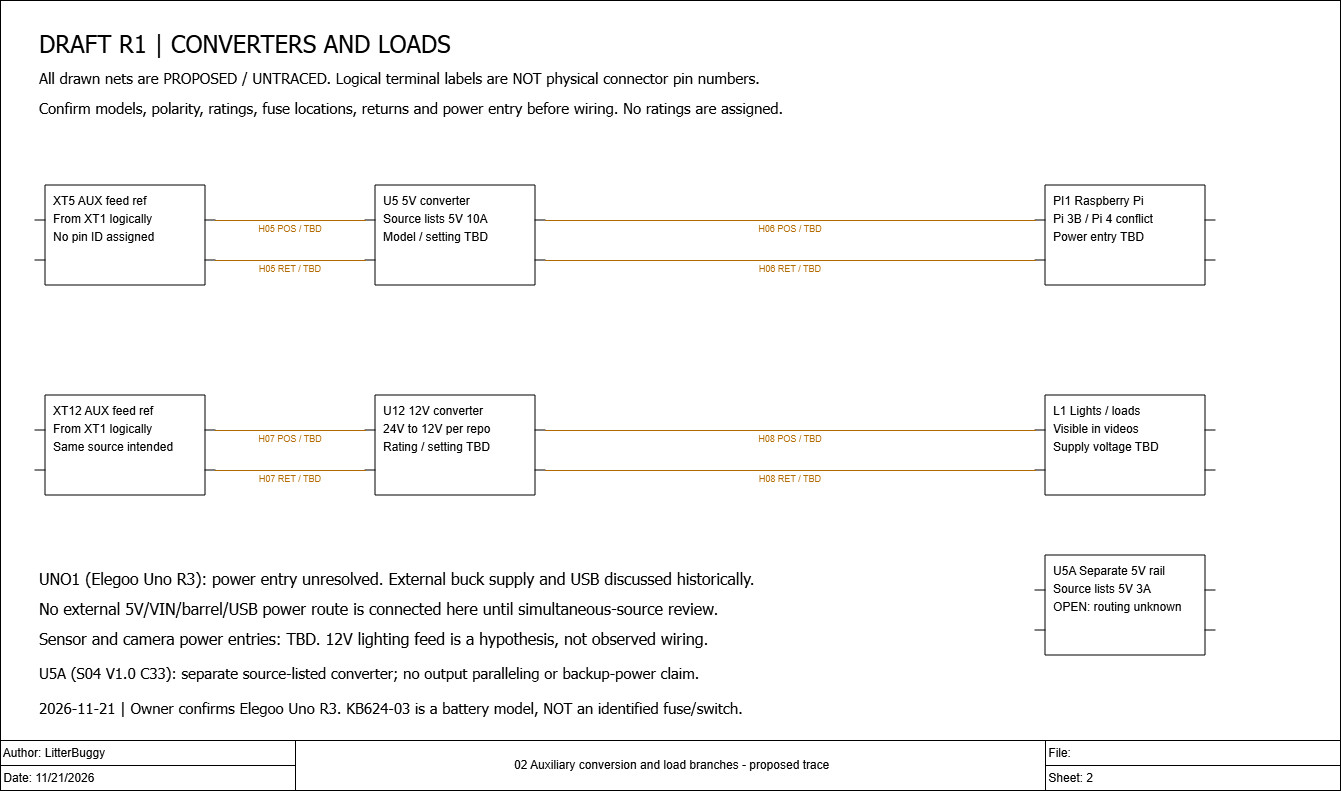 DRAFT R1 | CONVERTERS AND LOADS
All drawn nets are PROPOSED / UNTRACED. Logical terminal labels are NOT physical connector pin numbers.
Confirm models, polarity, ratings, fuse locations, returns and power entry before wiring. No ratings are assigned.
XT5 AUX feed ref
From XT1 logically
No pin ID assigned
H05 POS / TBD
H05 RET / TBD
U5 5V converter
Source lists 5V 10A
Model / setting TBD
H06 POS / TBD
H06 RET / TBD
PI1 Raspberry Pi
Pi 3B / Pi 4 conflict
Power entry TBD
XT12 AUX feed ref
From XT1 logically
Same source intended
H07 POS / TBD
H07 RET / TBD
U12 12V converter
24V to 12V per repo
Rating / setting TBD
H08 POS / TBD
H08 RET / TBD
L1 Lights / loads
Visible in videos
Supply voltage TBD
U5A Separate 5V rail
Source lists 5V 3A
OPEN: routing unknown
UNO1 (Elegoo Uno R3): power entry unresolved. External buck supply and USB discussed historically.
No external 5V/VIN/barrel/USB power route is connected here until simultaneous-source review.
Sensor and camera power entries: TBD. 12V lighting feed is a hypothesis, not observed wiring.
U5A (S04 V1.0 C33): separate source-listed converter; no output paralleling or backup-power claim.
2026-11-21 | Owner confirms Elegoo Uno R3. KB624-03 is a battery model, NOT an identified fuse/switch.
Author: LitterBuggy
Date: 11/21/2026
02 Auxiliary conversion and load branches - proposed trace
File:
Sheet: 2